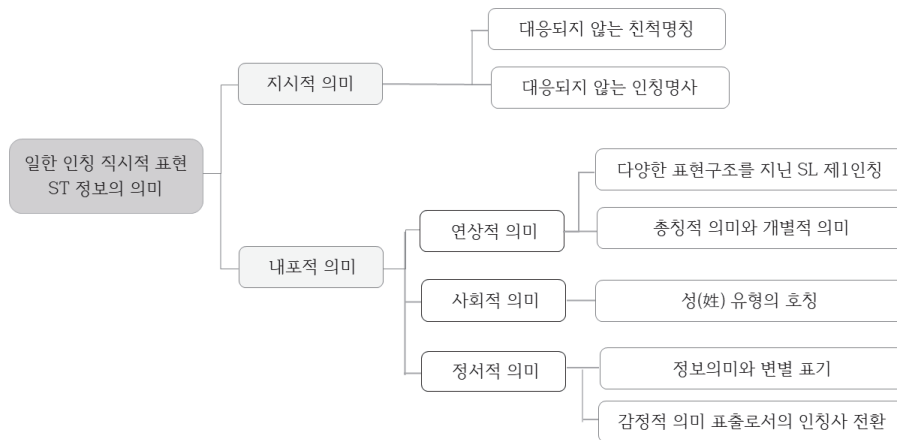 일한 인칭 직시적 표현
ST 정보의 의미
지시적 의미
대응되지 않는 친척명칭
대응되지 않는 인칭명사
내포적 의미
연상적 의미
다양한 표현구조를 지닌 SL 제1인칭
총칭적 의미와 개별적 의미
사회적 의미
성(姓) 유형의 호칭
정서적 의미
정보의미와 변별 표기
감정적 의미 표출로서의 인칭사 전환